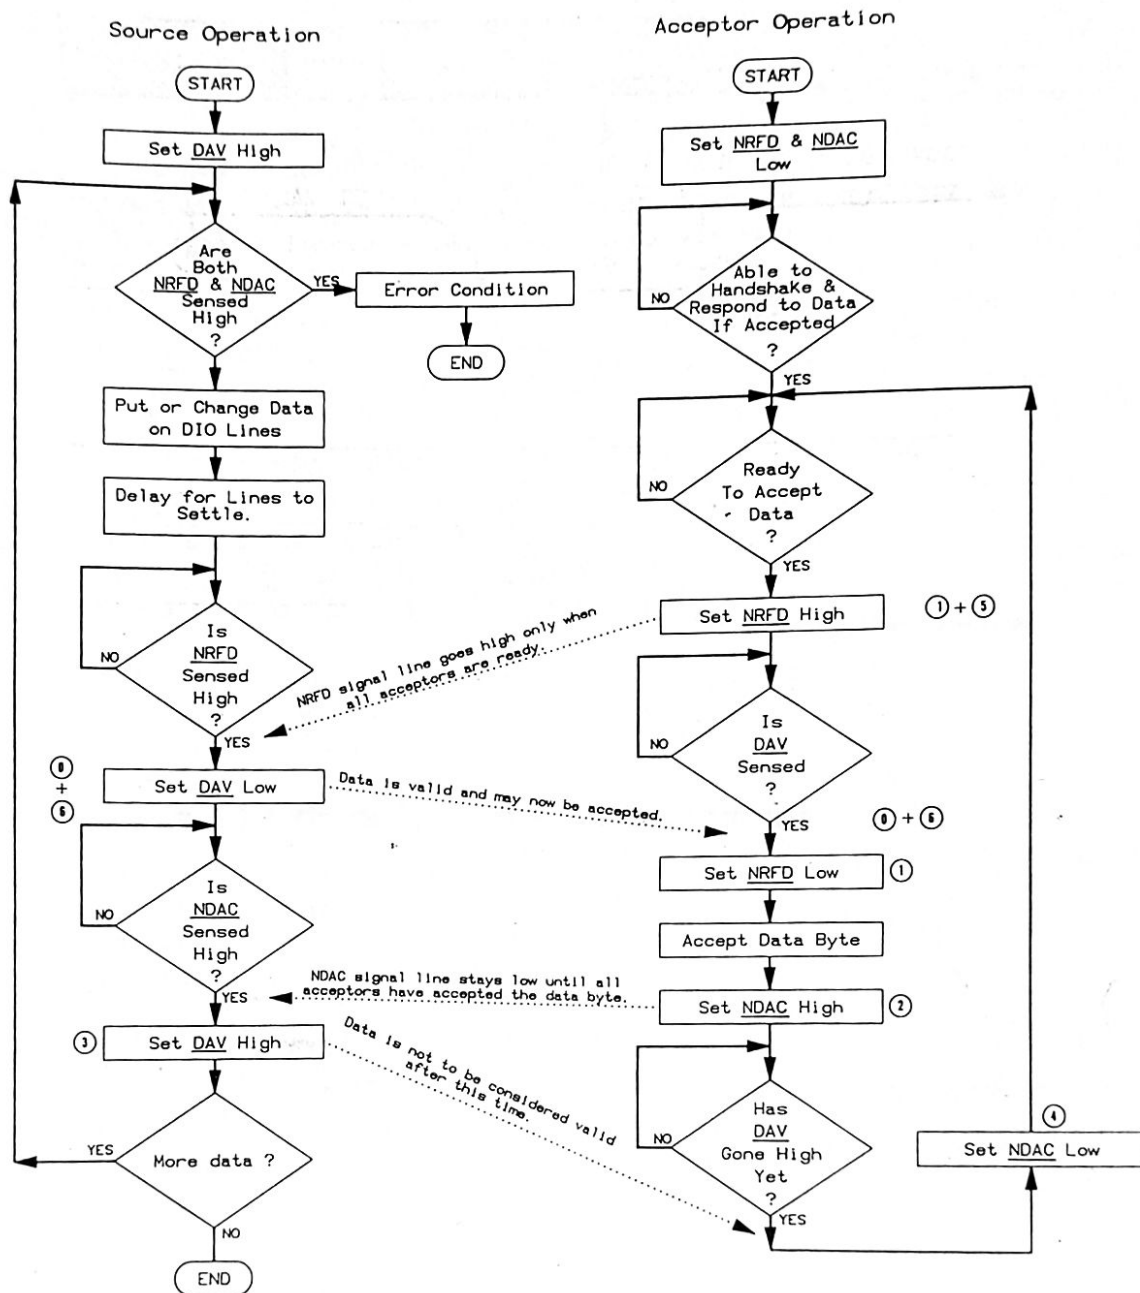 Source Operation
START
Set DAV High
Are
Both
NRFD & NDAC
Sensed
High
?
YES
Error Condition
END
Put or Change Data
on DIO Lines
Delay for Lines to
Settle.
Is
NRFD
Sensed
High
?
NO
YES
0
+
6
Set DAV Low
Is
NDAC
Sensed
High
?
NO
YES
3
Set DAV High
More data ?
YES
NO
END
NRFD signal line goes high only when
all acceptors are ready.
Data is valid and may now be accepted.
NDAC signal line stays low until all
acceptors have accepted the data byte.
Data is not to be considered valid
after this time.
Acceptor Operation
START
Set NRFD & NDAC
Low
Able to
Handshake &
Respond to Data
If Accepted
?
NO
YES
Ready
To Accept
Data
?
NO
YES
Set NRFD High
1 + 5
Is
DAV
Sensed
?
NO
YES
0 + 6
Set NRFD Low
1
Accept Data Byte
Set NDAC High
2
Has
DAV
Gone High
Yet
?
NO
YES
4
Set NDAC Low